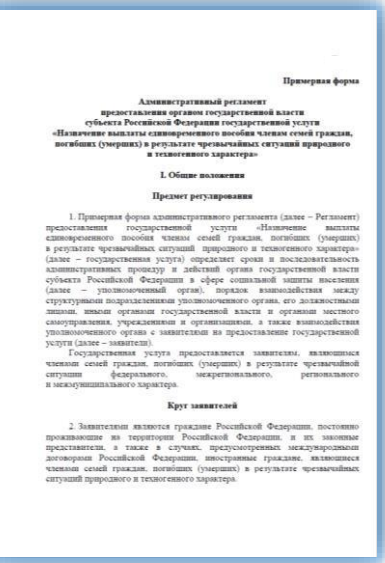 Примерная форма
Административный регламент
предоставления органом государственной власти
субъекта Российской Федерации государственной услуги
«Назначение выплаты единовременного пособия членам семей граждан,
погибших (умерших) в результате чрезвычайных ситуаций природного
и техногенного характера»
I. Общие положения
Предмет регулирования
1. Примерная форма административного регламента (далее – Регламент)
предоставления государственной услуги «Назначение выплаты
единовременного пособия членам семей граждан, погибших (умерших)
в результате чрезвычайных ситуаций природного и техногенного характера»
(далее – государственная услуга) определяет сроки и последовательность
административных процедур и действий органа государственной власти
субъекта Российской Федерации в сфере социальной защиты населения
(далее – уполномоченный орган), порядок взаимодействия между
структурными подразделениями уполномоченного органа, его должностными
лицами, иными органами государственной власти и органами местного
самоуправления, учреждениями и организациями, а также взаимодействия
уполномоченного органа с заявителями на предоставление государственной
услуги (далее – заявители).
Государственная услуга предоставляется заявителям, являющимся
членами семей граждан, погибших (умерших) в результате чрезвычайной
ситуации федерального, межрегионального, регионального
и межмуниципального характера.
Круг заявителей
2. Заявителями являются граждане Российской Федерации, постоянно
проживающие на территории Российской Федерации, и их законные
представители, а также в случаях, предусмотренных международными
договорами Российской Федерации, иностранные граждане, являющиеся
членами семей граждан, погибших (умерших) в результате чрезвычайных
ситуаций природного и техногенного характера.